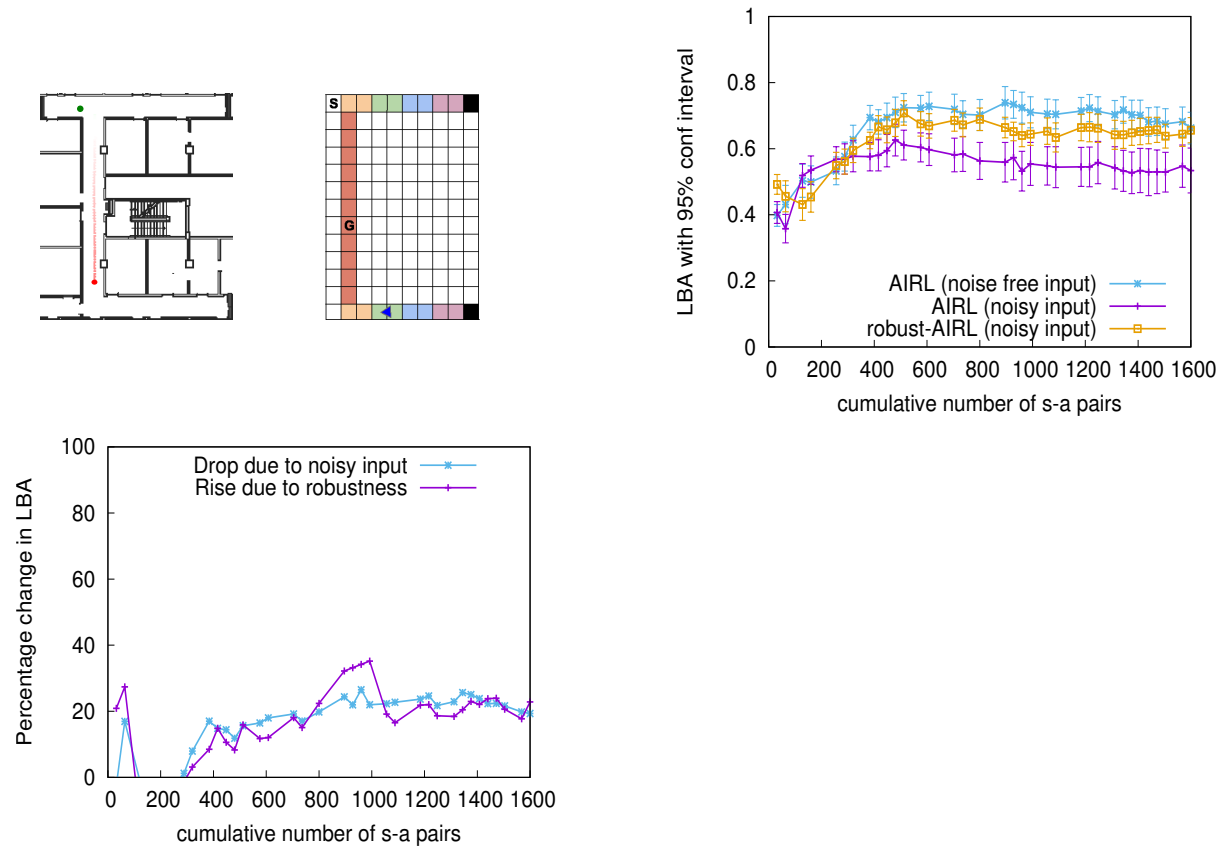 S
G
LBA with 95% conf interval
1
0.8
0.6
0.4
0.2
0
AIRL (noise free input)
AIRL (noisy input)
robust-AIRL (noisy input)
0 200 400 600 800 1000 1200 1400 1600
cumulative number of s-a pairs
Percentage change in LBA
100
80
60
40
20
0
Drop due to noisy input
Rise due to robustness
0 200 400 600 800 1000 1200 1400 1600
cumulative number of s-a pairs